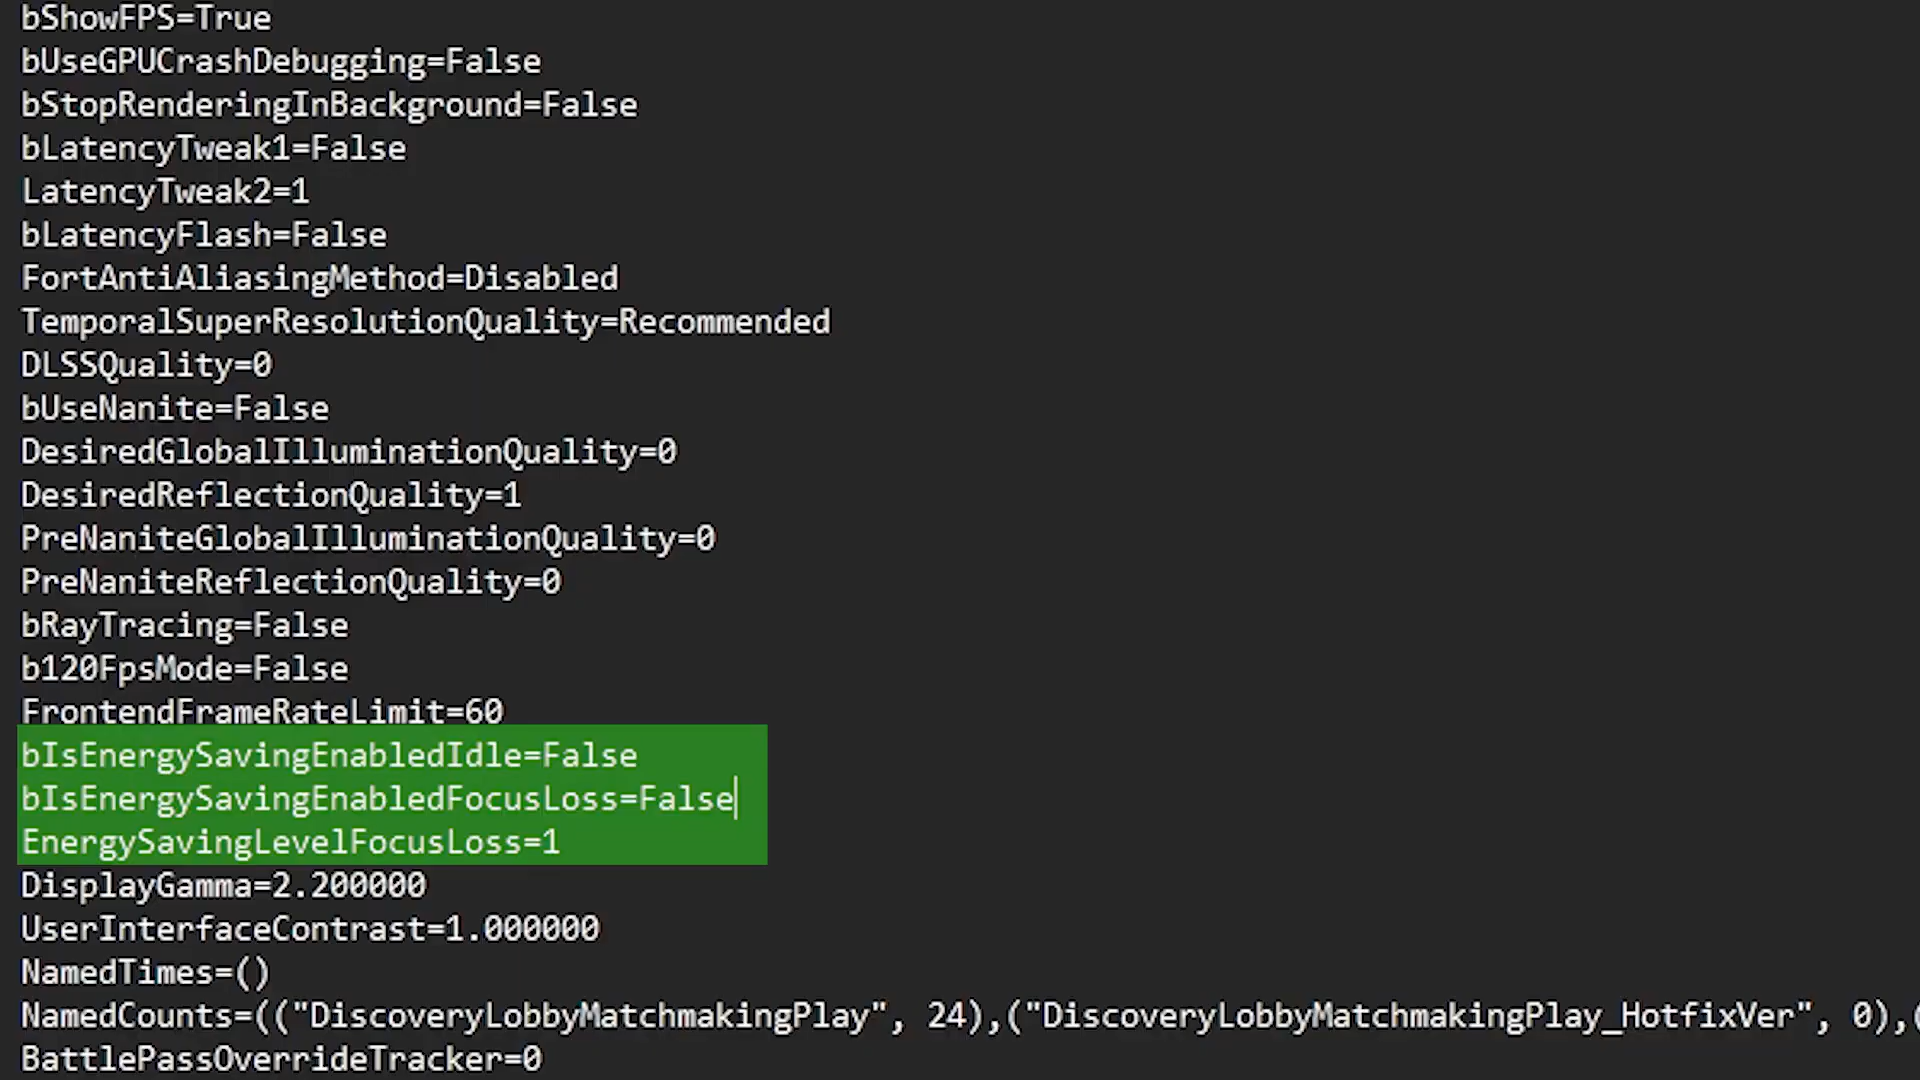 bShowFPS=True
bUseGPUCrashDebugging=False
bStopRenderingInBackground=False
bLatencyTweak1=False
LatencyTweak2=1
bLatencyFlash=False
FortAntiAliasingMethod=Disabled
TemporalSuperResolutionQuality=Recommended
DLSSQuality=0
bUseNanite=False
DesiredGlobalIlluminationQuality=0
DesiredReflectionQuality=1
PreNaniteGlobalIlluminationQuality=0
PreNaniteReflectionQuality=0
bRayTracing=False
b120FpsMode=False
FrontendFrameRateLimit=60
bIsEnergySavingEnabledIdle=False
bIsEnergySavingEnabledFocusLoss=False
EnergySavingLevelFocusLoss=1
DisplayGamma=2.200000
UserInterfaceContrast=1.000000
NamedTimes=()
NamedCounts=(("DiscoveryLobbyMatchmakingPlay", 24),("DiscoveryLobbyMatchmakingPlay_HotfixVer", 0),(
BattlePassOverrideTracker=0